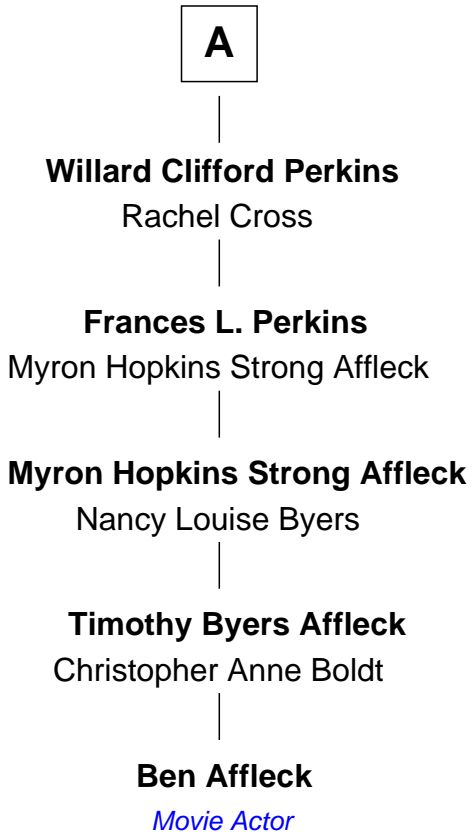 A
Willard Clifford Perkins
Rachel Cross
Frances L. Perkins
Myron Hopkins Strong Affleck
Myron Hopkins Strong Affleck
Nancy Louise Byers
Timothy Byers Affleck
Christopher Anne Boldt
Ben Affleck
Movie Actor